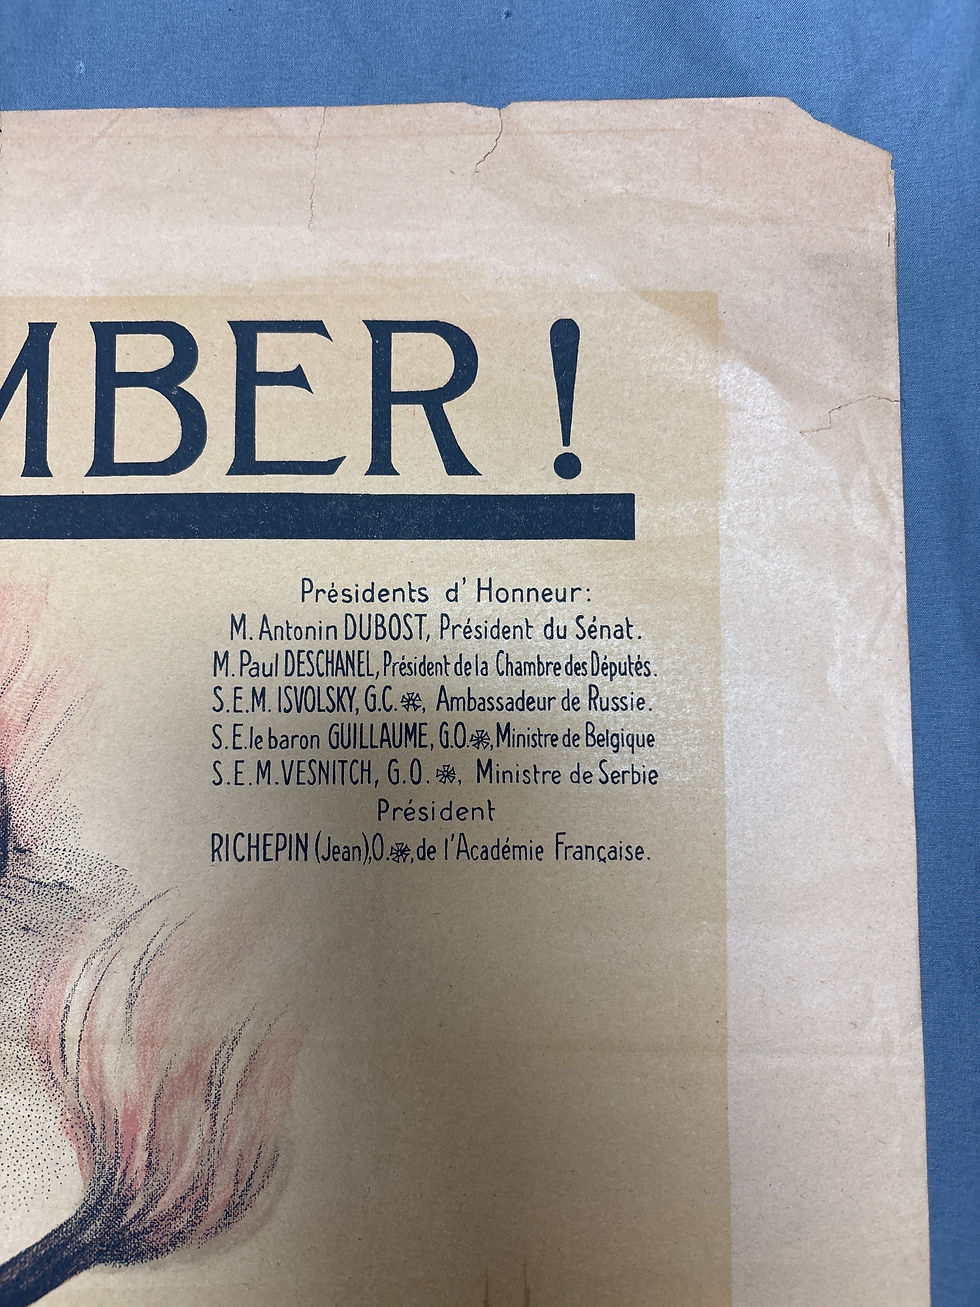 MBER !
Présidents d' Honneur:
M. Antonin DUBOST, Président du Sénat.
M. Paul DESCHANEL, Président de la Chambre des Députés.
S.E.M. ISVOLSKY, G.C. ✠, Ambassadeur de Russie.
S.E. le baron GUILLAUME, G.O. ✠, Ministre de Belgique
S.E.M. VESNITCH, G.O. ✠, Ministre de Serbie
Président
RICHEPIN (Jean), O. ✠, de l'Académie Française.